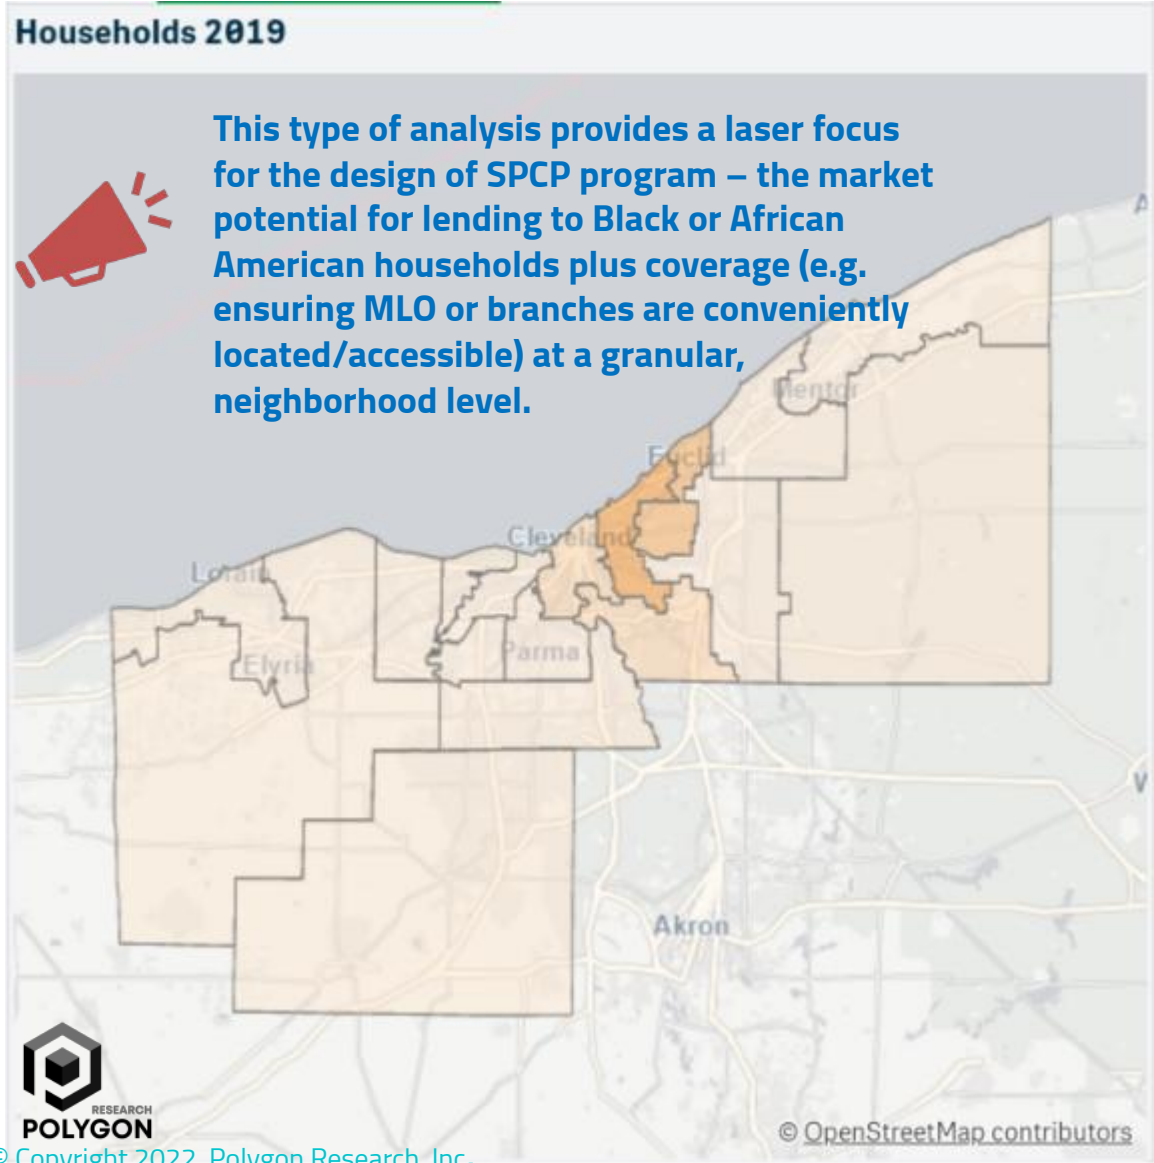 Households 2019
This type of analysis provides a laser focus
for the design of SPCP program – the market
potential for lending to Black or African
American households plus coverage (e.g.
ensuring MLO or branches are conveniently
located/accessible) at a granular,
neighborhood level.
A
Mentor
Euclid
Cleveland
Lorain
Parma
Elyria
W
Akron
RESEARCH
POLYGON
© OpenStreetMap contributors
© Copyright 2022, Polygon Research, Inc.